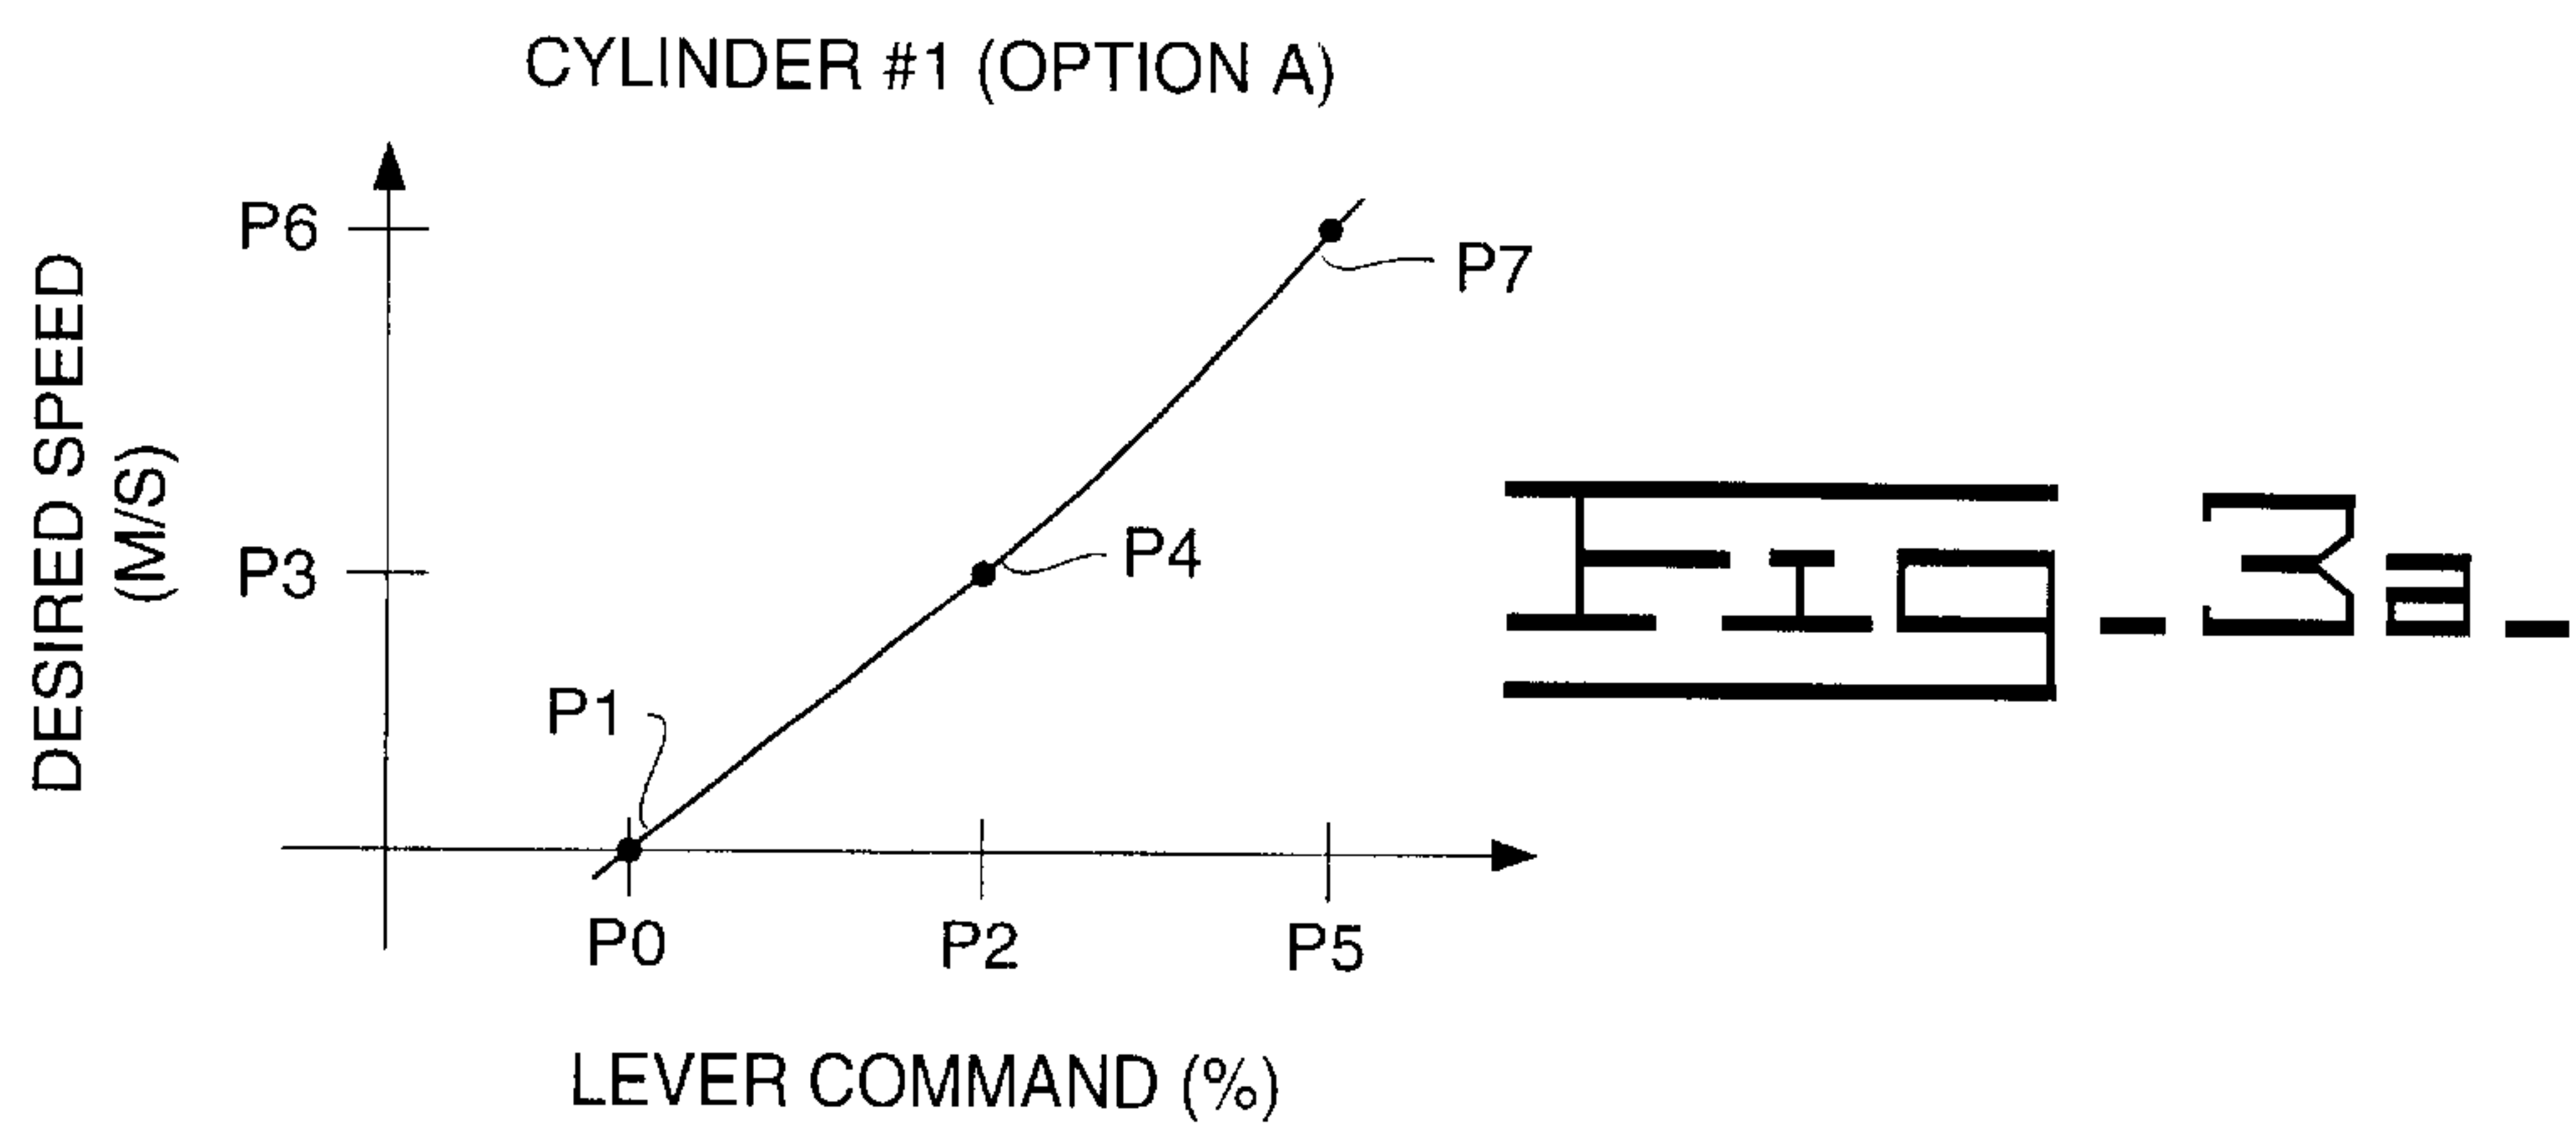 CYLINDER #1 (OPTION A)
DESIRED SPEED
(M/S)
P6
P7
P3
P4
P1
P0
P2
P5
LEVER COMMAND (%)
Fig_3a_